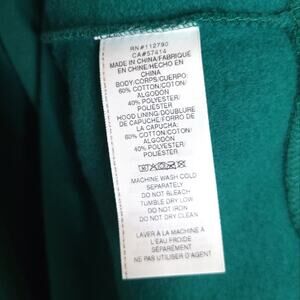 RN#112790
CA#57414
MADE IN CHINA/FABRIQUÉ
EN CHINE/HECHO EN
CHINA
BODY/CORPS/CUERPO:
60% COTTON/COTON/
ALGODÓN
40% POLYESTER/
POLIÉSTER
HOOD LINING/DOUBLURE
DE CAPUCHE/FORRO DE
LA CAPUCHA:
60% COTTON/COTON/
ALGODÓN
40% POLYESTER/
POLIÉSTER
MACHINE WASH COLD
SEPARATELY
DO NOT BLEACH
TUMBLE DRY LOW
DO NOT IRON
DO NOT DRY CLEAN
LAVER À LA MACHINE À
L'EAU FROIDE
SÉPARÉMENT
NE PAS UTILISER D'AGENT